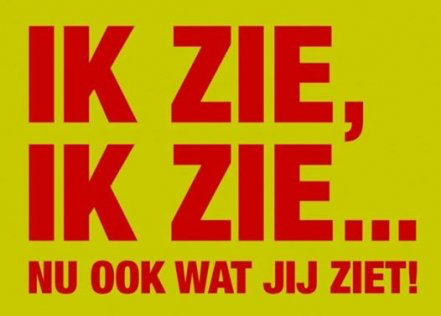 IK ZIE,
IK ZIE...
NU OOK WAT JIJ ZIET!